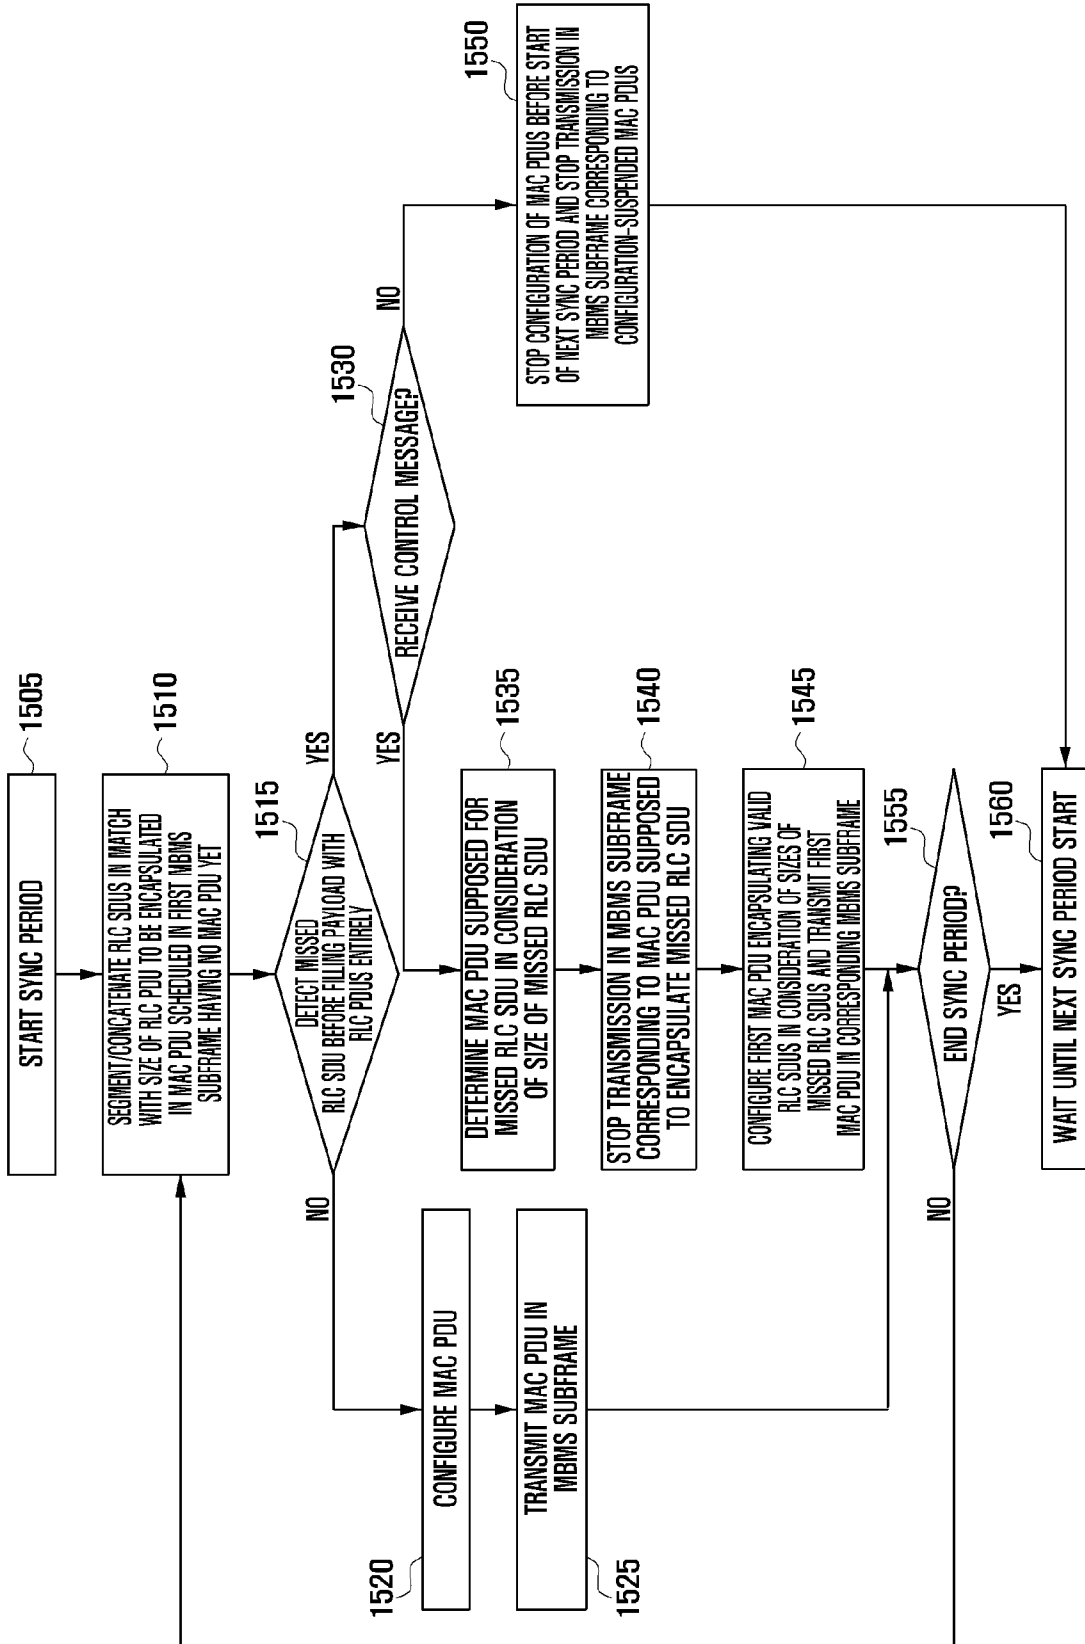 START SYNC PERIOD
1505
SEGMENT/CONCATENATE RLC SDUS IN MATCH
WITH SIZE OF RLC PDU TO BE ENCAPSULATED
IN MAC PDU SCHEDULED IN FIRST MBMS
SUBFRAME HAVING NO MAC PDU YET
1510
DETECT MISSED
RLC SDU BEFORE FILLING PAYLOAD WITH
RLC PDUS ENTIRELY
1515
NO
YES
CONFIGURE MAC PDU
1520
TRANSMIT MAC PDU IN
MBMS SUBFRAME
1525
RECEIVE CONTROL MESSAGE?
1530
YES
NO
DETERMINE MAC PDU SUPPOSED FOR
MISSED RLC SDU IN CONSIDERATION
OF SIZE OF MISSED RLC SDU
1535
STOP TRANSMISSION IN MBMS SUBFRAME
CORRESPONDING TO MAC PDU SUPPOSED
TO ENCAPSULATE MISSED RLC SDU
1540
CONFIGURE FIRST MAC PDU ENCAPSULATING VALID
RLC SDUS IN CONSIDERATION OF SIZES OF
MISSED RLC SDUS AND TRANSMIT FIRST
MAC PDU IN CORRESPONDING MBMS SUBFRAME
1545
STOP CONFIGURATION OF MAC PDUS BEFORE START
OF NEXT SYNC PERIOD AND STOP TRANSMISSION IN
MBMS SUBFRAME CORRESPONDING TO
CONFIGURATION-SUSPENDED MAC PDUS
1550
END SYNC PERIOD?
1555
NO
YES
WAIT UNTIL NEXT SYNC PERIOD START
1560